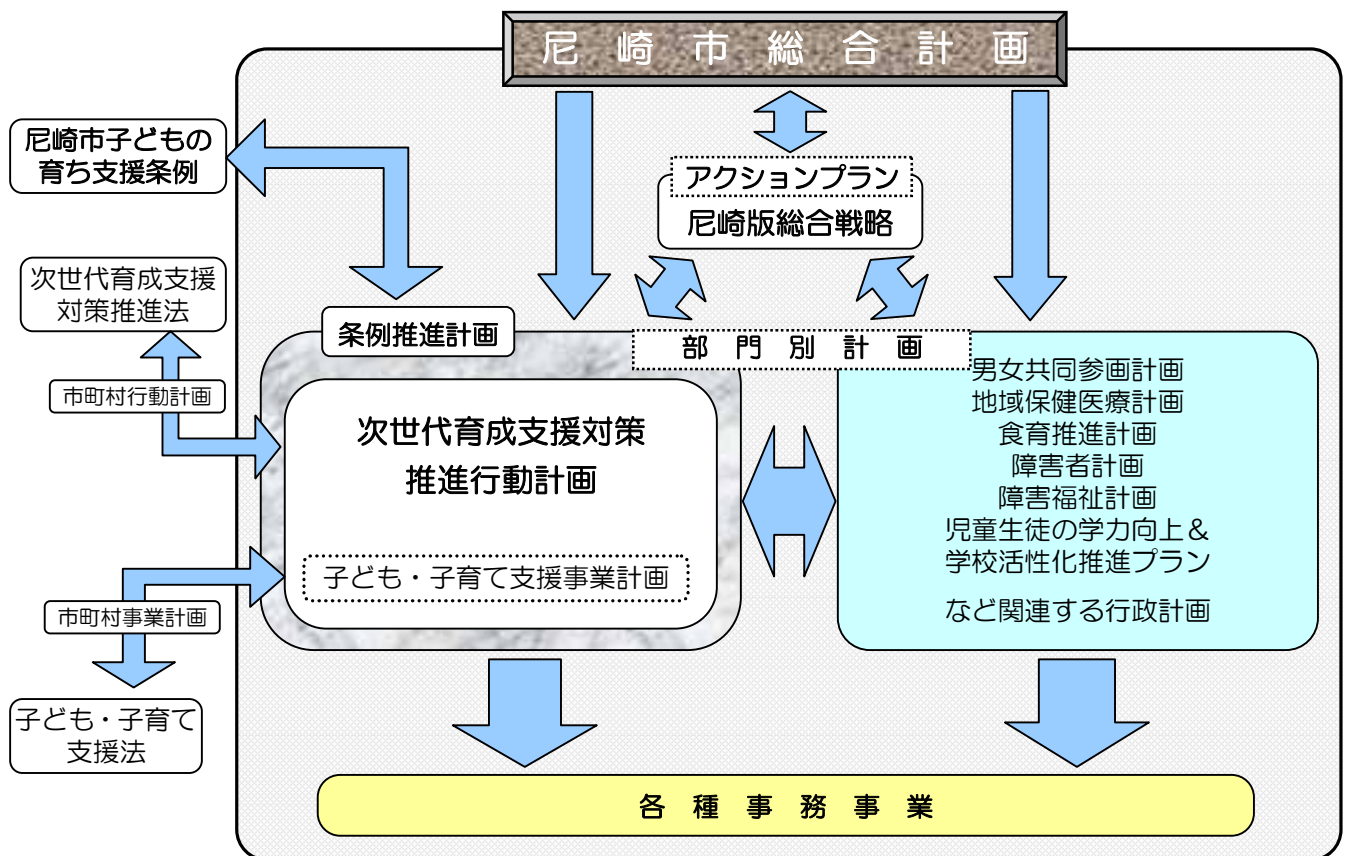 尼崎市総合計画
尼崎市子どもの
育ち支援条例
アクションプラン
尼崎版総合戦略
次世代育成支援
対策推進法
条例推進計画
部門別計画
市町村行動計画
次世代育成支援対策
推進行動計画
子ども・子育て支援事業計画
男女共同参画計画
地域保健医療計画
食育推進計画
障害者計画
障害福祉計画
児童生徒の学力向上&
学校活性化推進プラン
など関連する行政計画
市町村事業計画
子ども・子育て
支援法
各種事務事業